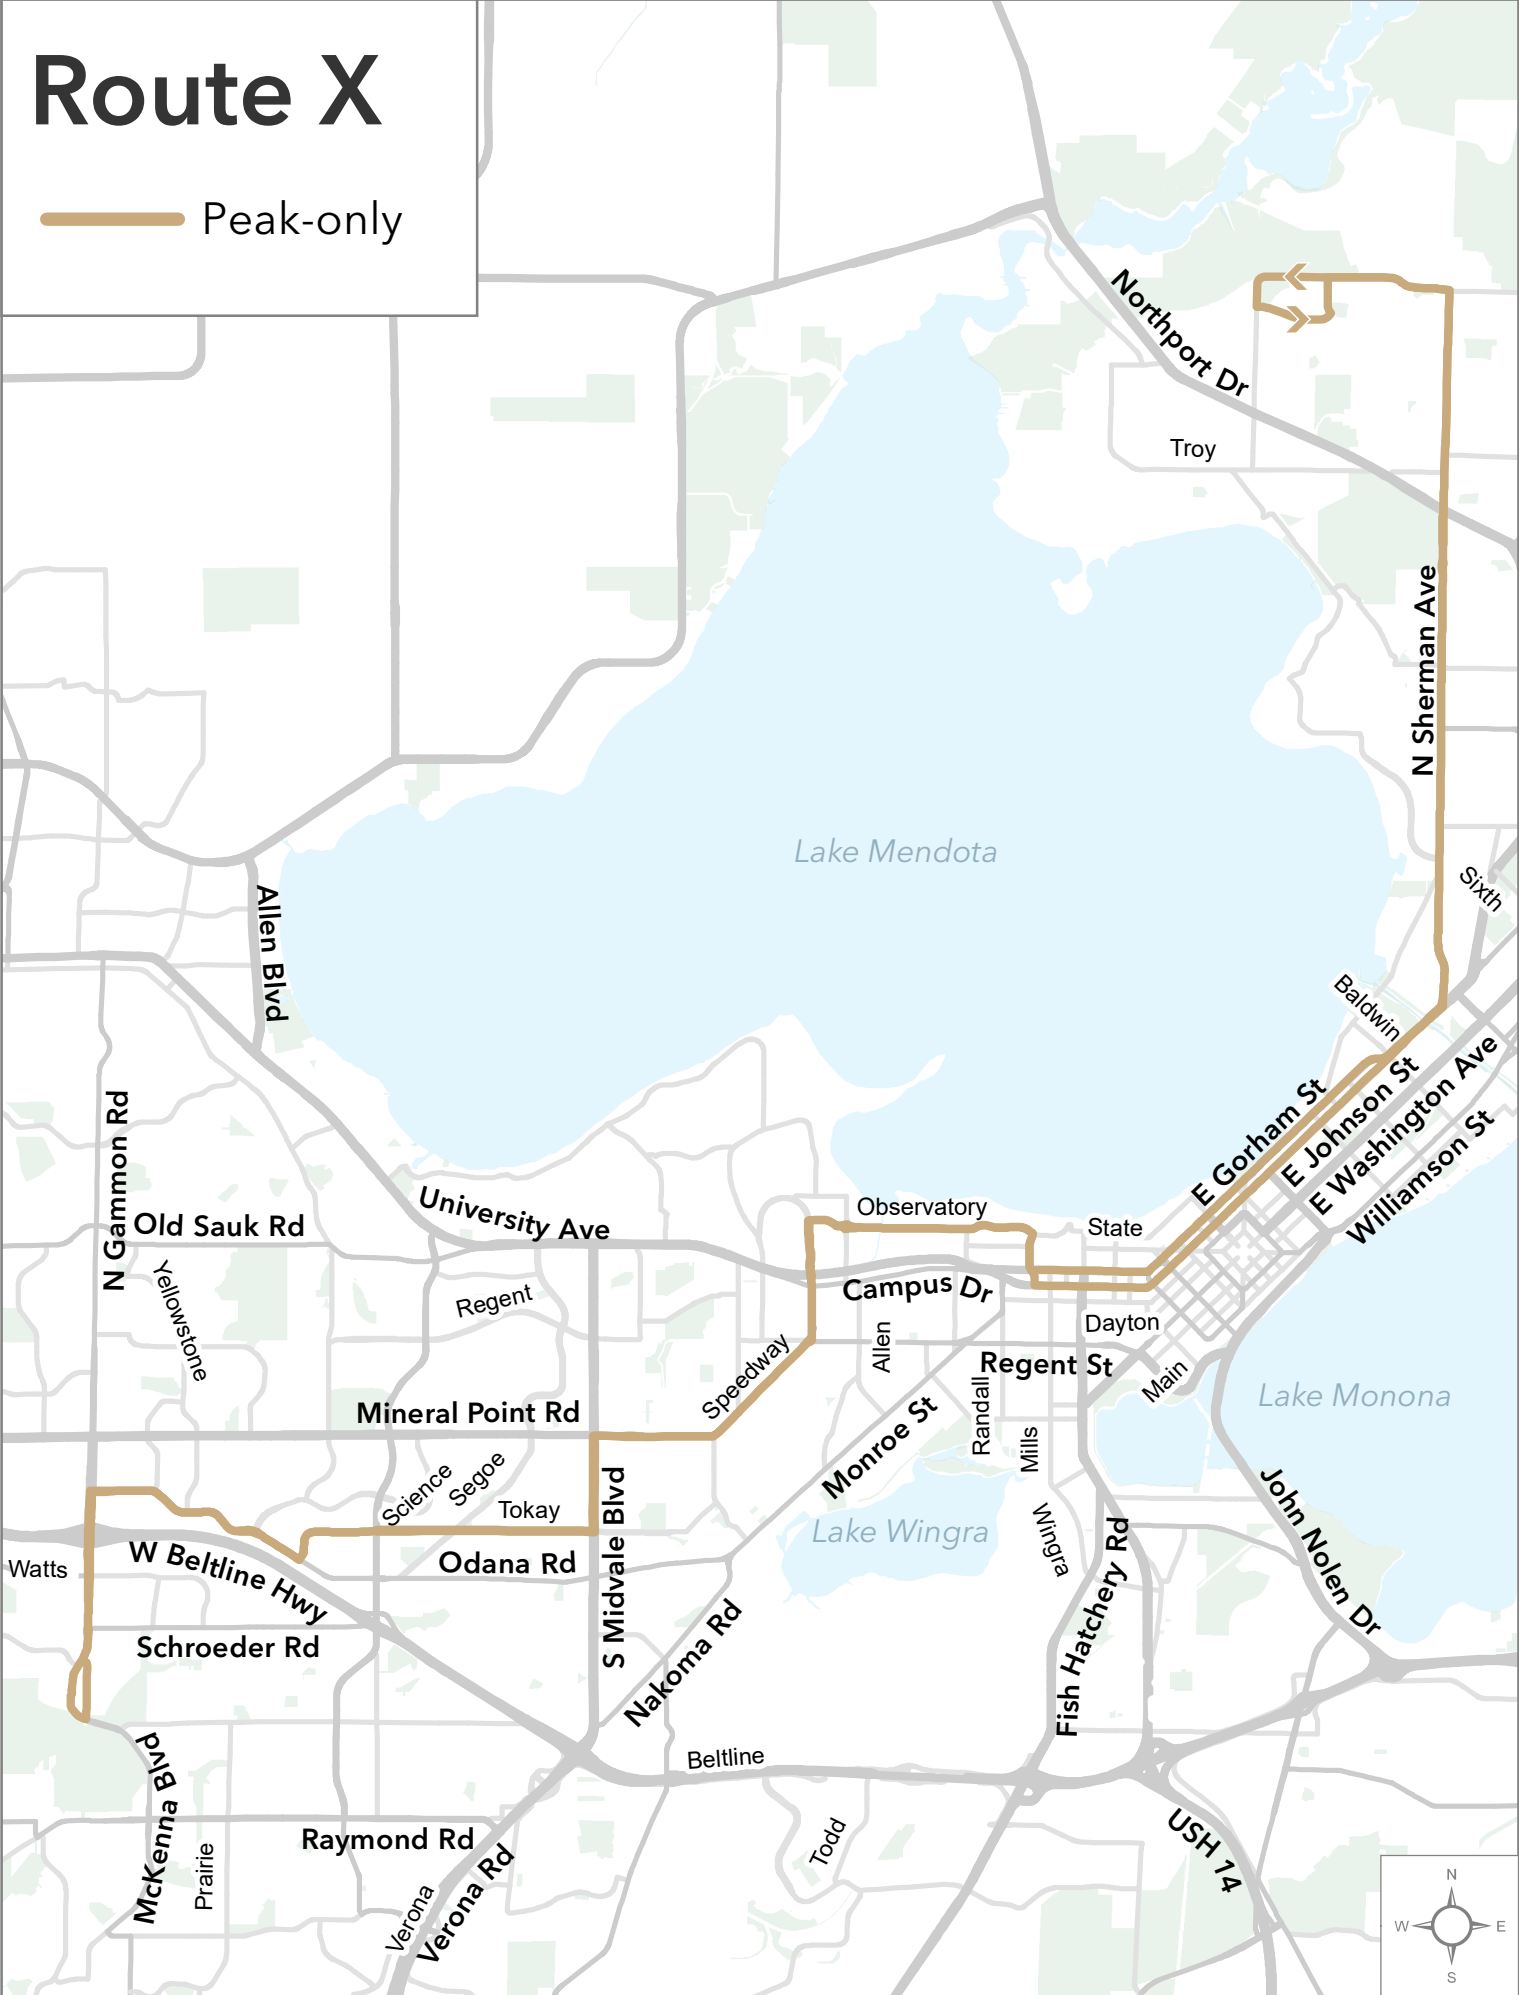 Route X
Peak-only
Northport Dr
Troy
N Sherman Ave
Lake Mendota
Sixth
Allen Blvd
Baldwin
E Gorham St
E Johnson St
E Washington Ave
Williamson St
N Gammon Rd
Old Sauk Rd
University Ave
Observatory
State
Yellowstone
Regent
Campus Dr
Dayton
Allen
Speedway
Regent St
Main
Lake Monona
Mineral Point Rd
Monroe St
Randall
Mills
Science
Segoe
Tokay
S Midvale Blvd
Lake Wingra
Wingra
Fish Hatchery Rd
John Nolen Dr
Watts
W Beltline Hwy
Odana Rd
Schroeder Rd
Nakoma Rd
McKenna Blvd
Beltline
Prairie
Raymond Rd
Todd
USH 14
Verona
Verona Rd
N
W
E
S